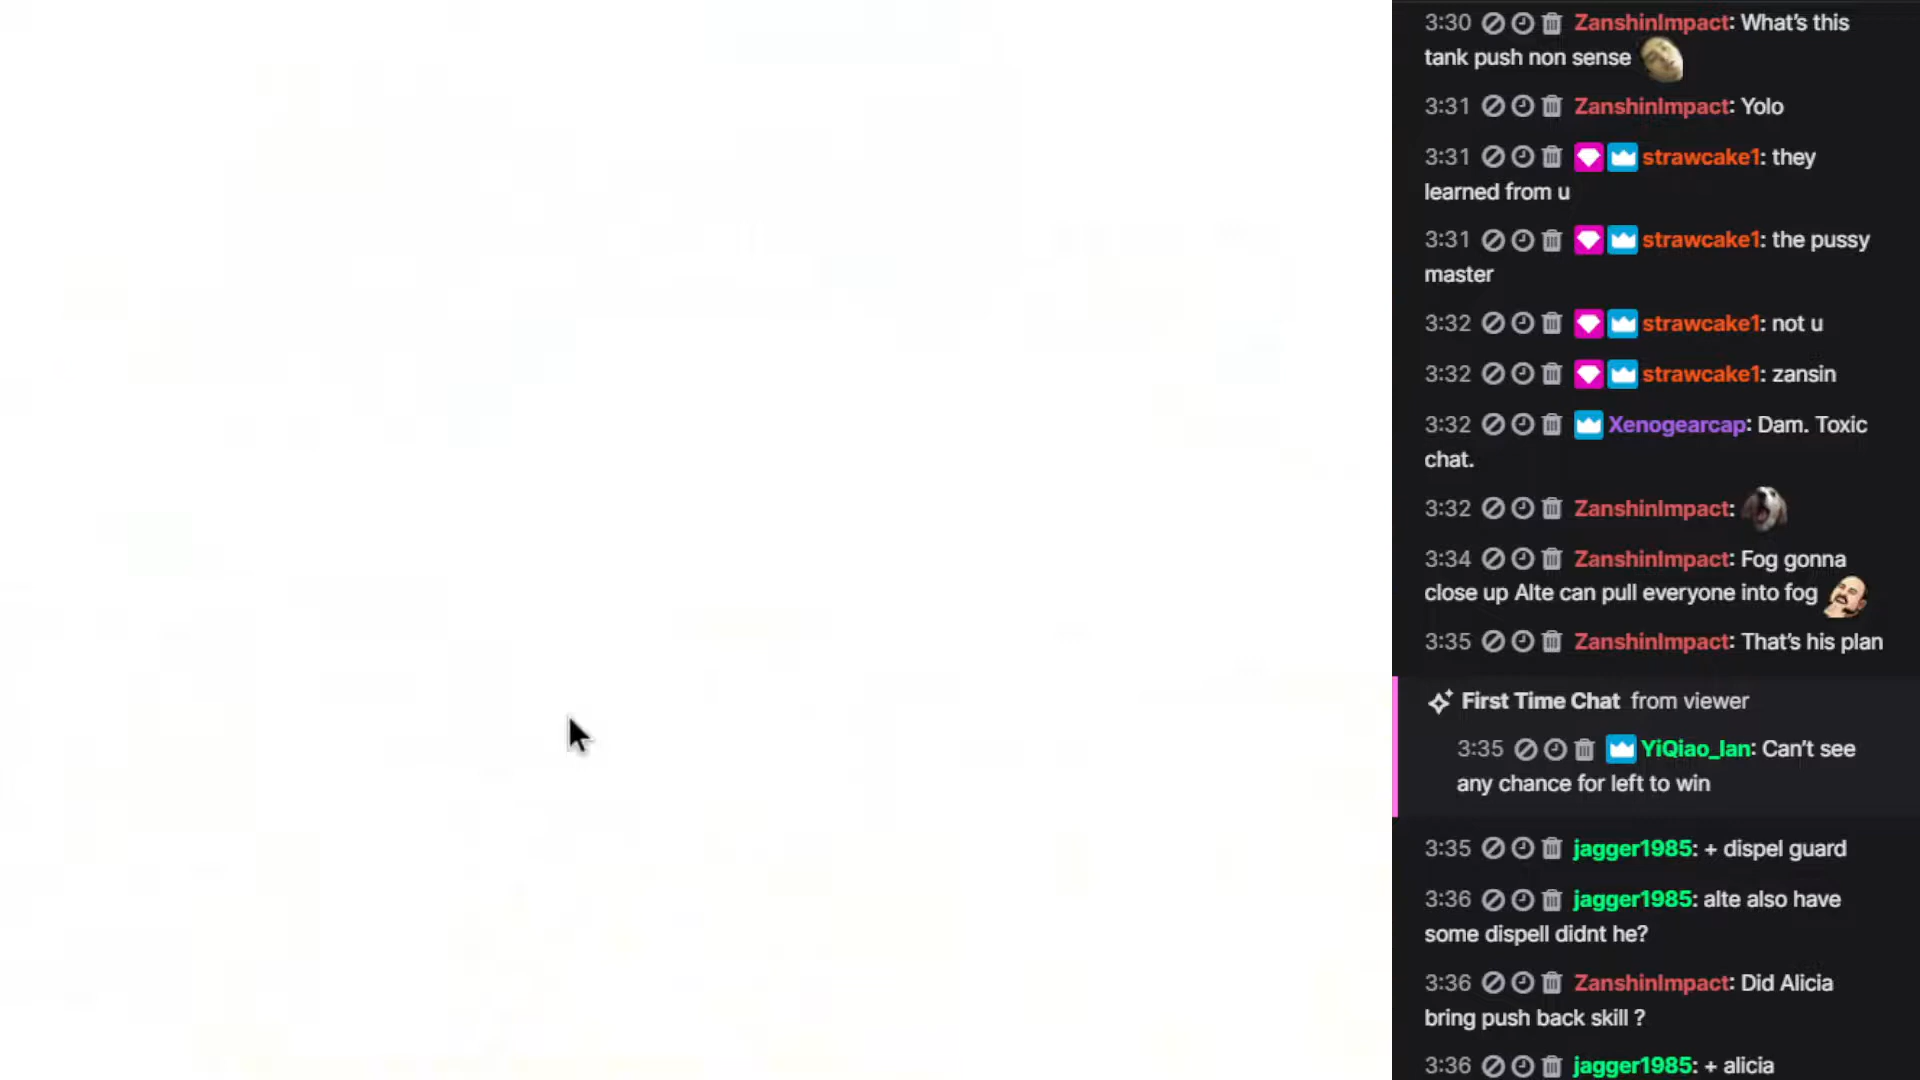 3:30 ZanshinImpact: What's this
tank push non sense
3:31 ZanshinImpact: Yolo
3:31 strawcake1: they
learned from u
3:31 strawcake1: the pussy
master
3:32 strawcake1: not u
3:32 strawcake1: zansin
3:32 Xenogearcap: Dam. Toxic
chat.
3:32 ZanshinImpact:
3:34 ZanshinImpact: Fog gonna
close up Alte can pull everyone into fog
3:35 ZanshinImpact: That's his plan
First Time Chat from viewer
3:35 YiQiao_Ian: Can't see
any chance for left to win
3:35 jagger1985: + dispel guard
3:36 jagger1985: alte also have
some dispell didnt he?
3:36 ZanshinImpact: Did Alicia
bring push back skill ?
3:36 jagger1985: + alicia